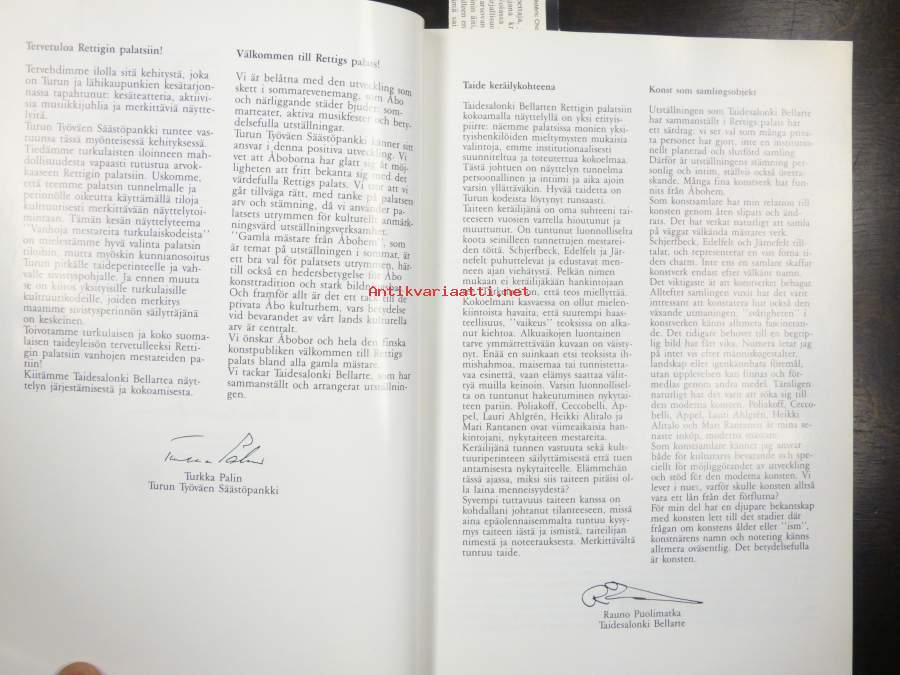 Tervetuloa Rettigin palatsiin!
Tervehdimme ilolla sitä kehitystä, joka
on Turun ja lähikaupunkien kesätarjon-
nassa tapahtunut: kesäteatteria, aktiivi-
sia musiikkijuhlia ja merkittäviä näytte-
lyitä.
Turun Työväen Säästöpankki tuntee vas-
tuunsa tässä myönteisessä kehityksessä.
Tiedämme turkulaisten iloinneen mah-
dollisuudesta vapaasti tutustua arvok-
kaaseen Rettigin palatsiin. Uskomme,
että teemme palatsin tunnelmalle ja
perinnölle oikeutta käyttämällä tiloja
kulttuurisesti merkittävään näyttelytoi-
mintaan. Tämän kesän näyttelyteema
"Vanhoja mestareita turkulaiskodeista"
on mielestämme hyvä valinta palatsin
tiloihin, mutta myöskin kunnianosoitus
Turun pitkälle taideperinteelle ja vah-
valle sivistyspohjalle. Ja ennen muuta
se on kiitos yksityisille turkulaisille
kulttuurikodeille, joiden merkitys
maamme sivistysperinnön säilyttäjänä
on keskeinen.
Toivotamme turkulaisen ja koko suoma-
laisen taideyleisön tervetulleeksi Retti-
gin palatsiin vanhojen mestareiden pa-
riin!
Kiitämme Taidesalonki Bellartea näyt-
telyn järjestämisestä ja kokoamisesta.
Turkka Palin
Turun Työväen Säästöpankki
Välkommen till Rettigs palats!
Vi är belåtna med den utveckling som
skett i sommarevenemang, som Åbo
och närliggande städer bjuder: som-
marteater, aktiva musikfester och bety-
delsefulla utställningar.
Turun Työväen Säästöpankki känner sitt
ansvar i denna positiva utveckling. Vi
vet att Åboborna har glatt sig åt möj-
ligheten att fritt bekanta sig med det
värdefulla Rettigs palats. Vi tror att vi
går tillväga rätt, med tanke på palatsen
arv och stämning, då vi använder pa-
latsets utrymmen för kulturell anmärk-
ningsvärd utställningsverksamhet.
"Gamla mästare från Åbohem", som
är temat på utställningen i sommar, är
ett bra val för palatsets utrymmen, här-
till också en hedersbetygelse för Åbo
konsttradition och stark bildningsbas.
Och framför allt är det ett tack till de
privata Åbo kulturhem, vars betydelse
vid bevarandet av vårt lands kulturella
arv är centralt.
Vi önskar Åbobor och hela den finska
konstpubliken välkommen till Rettigs
palats bland alla gamla mästare.
Vi tackar Taidesalonki Bellarte, som har
sammanställt och arrangerat utställnin-
gen.
Taide keräilykohteena
Taidesalonki Bellarten Rettigin palatsiin
kokoamalla näyttelyllä on yksi erityis-
piirre: näemme palatsissa monien yksi-
tyishenkilöiden mieltymysten mukaisia
valintoja, emme institutionaalisesti
suunniteltua ja toteutettua kokoelmaa.
Tästä johtuen on näyttelyn tunnelma
persoonallinen ja intiimi ja aika ajoin
varsin yllättäväkin. Hyvää taidetta on
Turun kodeista löytynyt runsaasti.
Taiteen keräilijänä on oma suhteeni tai-
teeseen vuosien varrella hioutunut ja
muuttunut. On tuntunut luonnolliselta
koota seinilleen tunnettujen mestarei-
den töitä. Schjerfbeck, Edelfelt ja Jär-
nefelt puhuttelevat ja edustavat men-
neen ajan viehätystä. Pelkän nimen
mukaan ei keräilijäkään hankintojaan
on, että teos miellyttää.
Kokoelmani kasvaessa on ollut mielen-
kiintoista havaita, että suurempi haas-
teellisuus, "vaikeus" teoksissa on alka-
nut kiehtoa. Alkuaikojen luontainen
tarve ymmärrettävään kuvaan on väisty-
nyt. Enää en suinkaan etsi teoksista ih-
mishahmoa, maisemaa tai tunnistetta-
vaa esinettä, vaan elämys saattaa välit-
tyä muilla keinoin. Varsin luonnollisel-
ta on tuntunut hakeutuminen nykytai-
teen pariin. Poliakoff, Ceccobelli, Ap-
pel, Lauri Ahlgrén, Heikki Alitalo ja
Mari Rantanen ovat viimeaikaisia han-
kintojani, nykytaiteen mestareita.
Keräilijänä tunnen vastuuta sekä kult-
tuuriperinteen säilyttämisestä että tuen
antamisesta nykytaiteelle. Elämmehän
tässä ajassa, miksi siis taiteen pitäisi ol-
la laina menneisyydestä?
Syvempi tuttavuus taiteen kanssa on
kohdallani johtanut tilanteeseen, missä
aina epäolennaisemmalta tuntuu kysy-
mys taiteen iästä ja ismistä, taiteilijan
nimestä ja noteerauksesta. Merkittävältä
tuntuu taide.
Konst som samlingsobjekt
Utställningen som Taidesalonki Bellarte
har sammanställt i Rettigs palats har
ett särdrag: vi ser val som många priva-
ta personer har gjort, inte en institutio-
nellt planerad och slutförd samling.
Därför är utställningens stämning per-
sonlig och intim, ställvis också överras-
kande. Många fina konstverk har fun-
nits från Åbohem.
Som konstsamlare har min relation till
konsten genom åren slipats och änd-
rats. Det har verkat naturligt att samla
på väggar välkända mästares verk.
Schjerfbeck, Edelfelt och Järnefelt till-
talar, och representerar en viss forna ti-
ders charm. Inte ens en samlare skaffar
konstverk endast efter välkänt namn.
Det viktigaste är att konstverket behagar.
Allteftet samlingen vuxit har det varit
intressant att konstatera hur också den
växande utmaningen, "svårigheten" i
konstverken känns alltmera fascineran-
de. Det tidigare behovet till en begrip-
lig bild har fått vika. Numera letar jag
på intet vis efter människogestalter,
landskap eller igenkännbara föremål,
utan upplevelsen kan finnas och för-
medlas genom andra medel. Tämligen
naturligt har det varit att söka sig till
den moderna konsten. Poliakoff, Cecco-
belli, Appel, Lauri Ahlgrén, Heikki
Alitalo och Mari Rantanen är mina se-
naste inköp, moderna mästare.
Som konstsamlare känner jag ansvar
både för kulturarvs bevarande och spe-
ciellt för möjliggörandet av utveckling
och stöd för den moderna konsten. Vi
lever i nuet, varför skulle konsten alltså
vara ett lån från det förflutna?
För min del har en djupare bekantskap
med konsten lett till det stadiet där
frågan om konstens ålder eller "ism",
konstnärens namn och notering känns
alltmera oväsentlig. Det betydelsefulla
är konsten.
Rauno Puolimatka
Taidesalonki Bellarte
Antikvariaatti.net